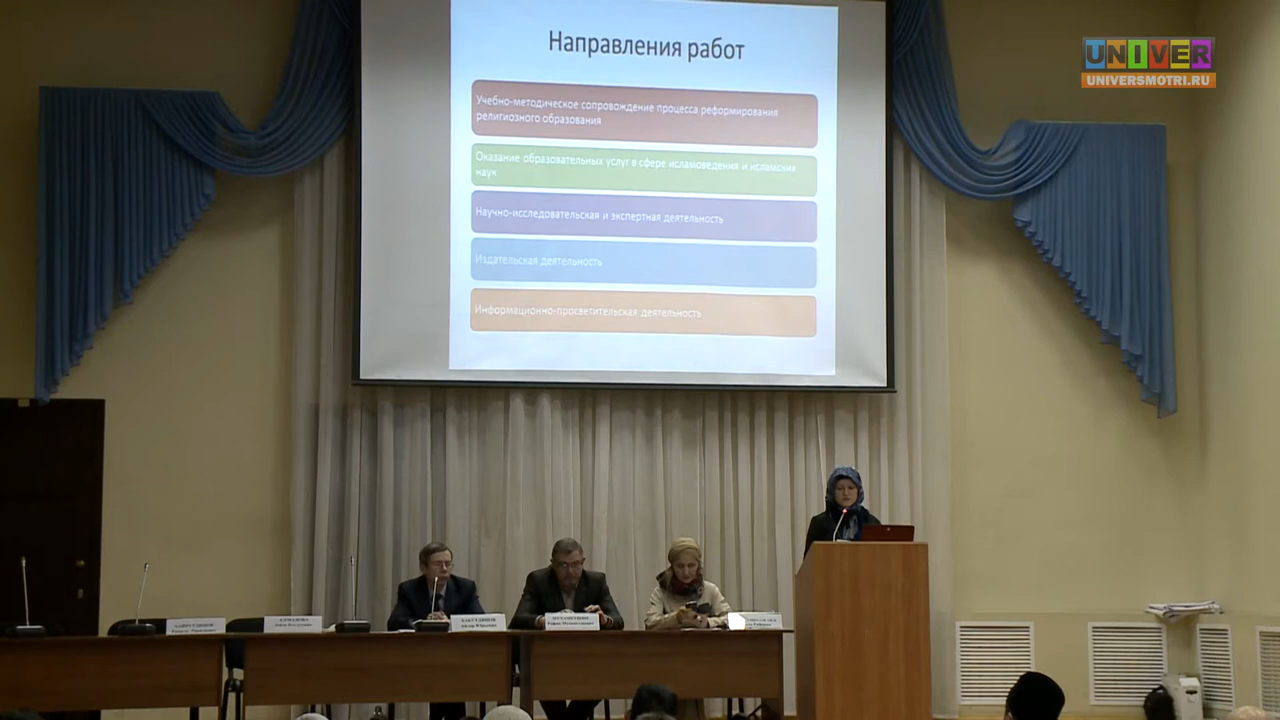 UNIVER
UNIVERSMOTRI.RU
Направления работ
Учебно-методическое сопровождение процесса реформирования
религиозного образования
Оказание образовательных услуг в сфере исламоведения и исламских
наук
Научно-исследовательская и экспертная деятельность
Издательская деятельность
Информационно-просветительская деятельность